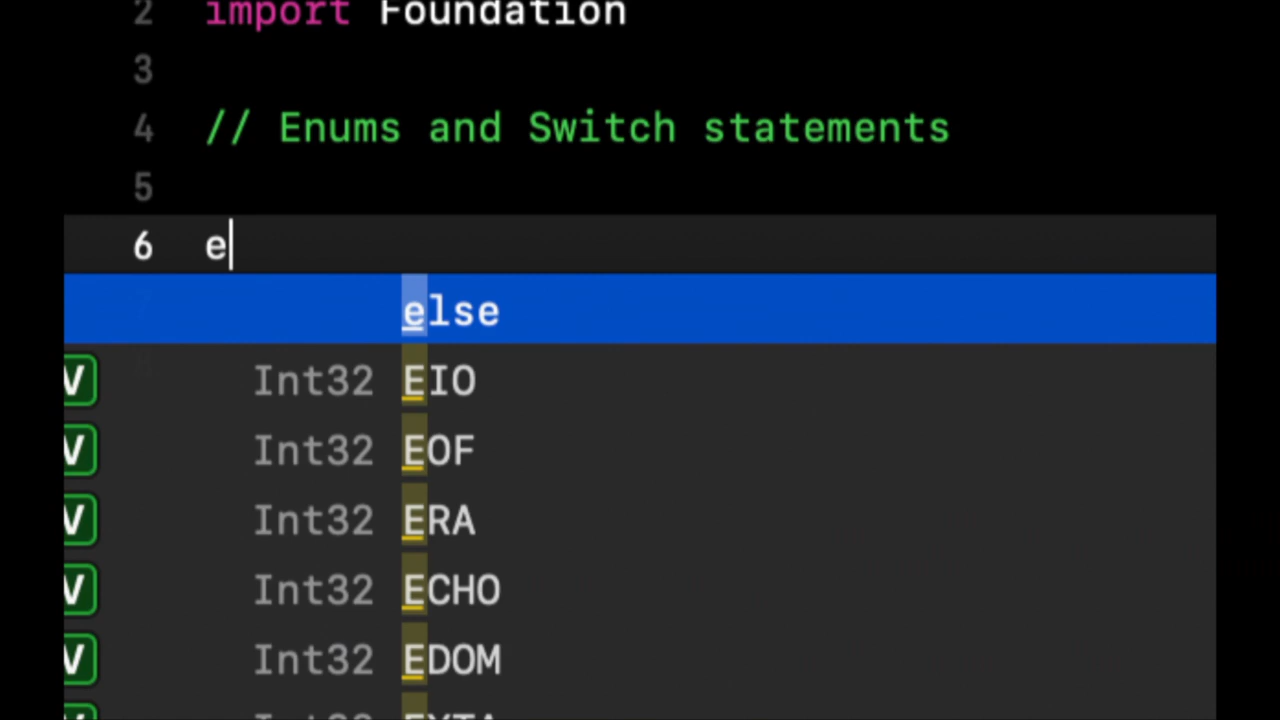 2 import Foundation
3
4 // Enums and Switch statements
5
6 e
else
V Int32 EIO
V Int32 EOF
V Int32 ERA
V Int32 ECHO
V Int32 EDOM